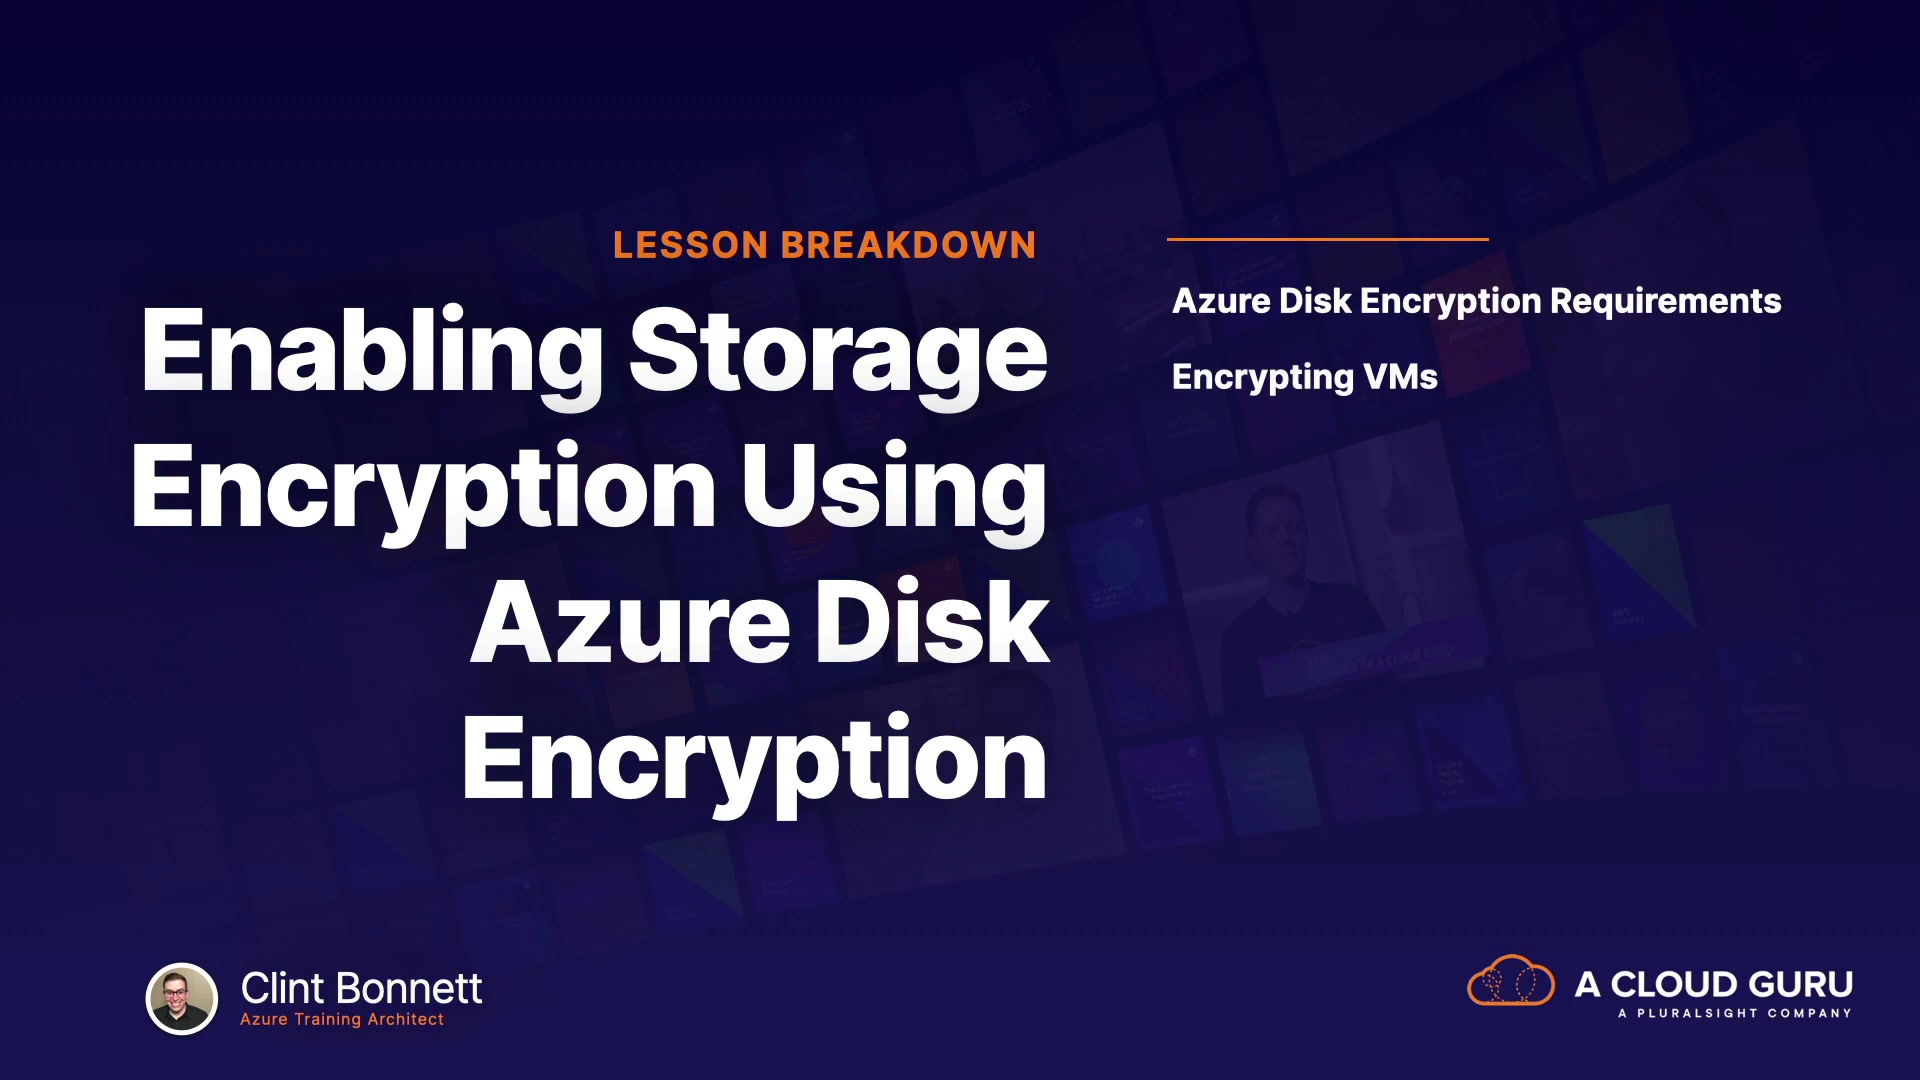 LESSON BREAKDOWN
Enabling Storage
Encryption Using
Azure Disk
Encryption
Azure Disk Encryption Requirements
Encrypting VMs
Clint Bonnett
Azure Training Architect
A CLOUD GURU
A PLURALSIGHT COMPANY